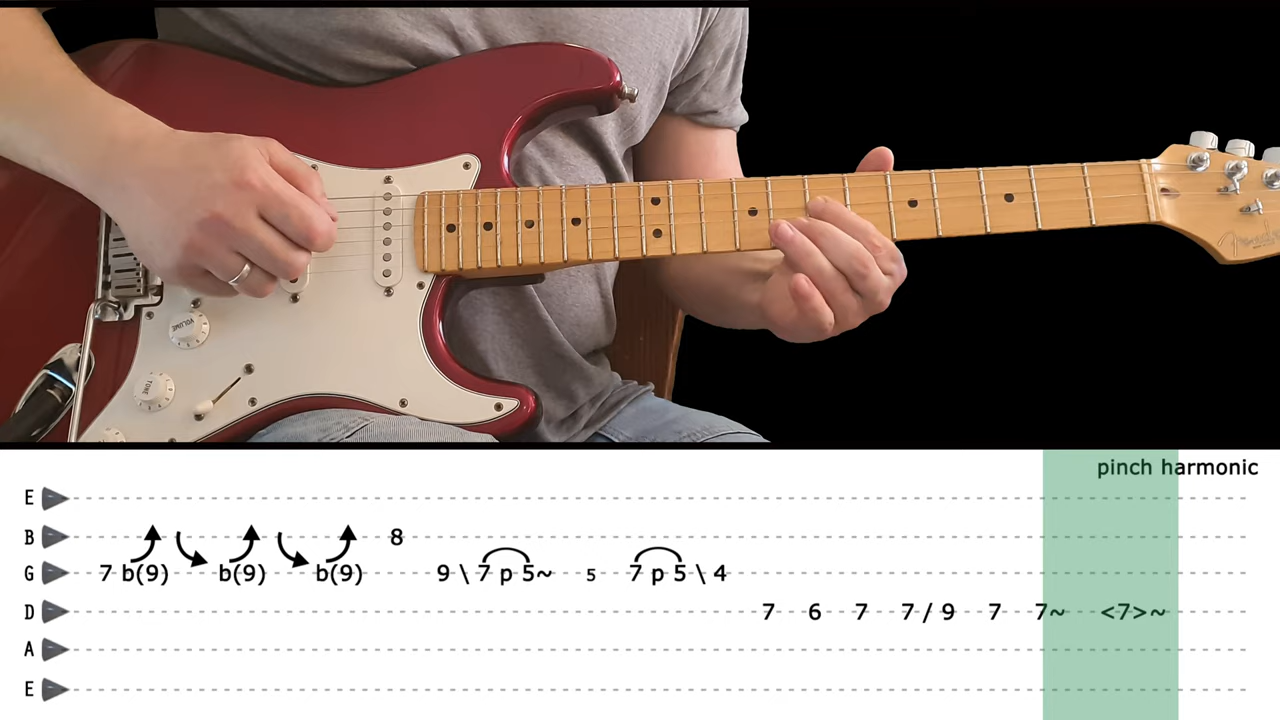 Fender
VOLUME
TONE
pinch harmonic
E
B 8
G 7 b(9) b(9) b(9) 9 \ 7 p 5~ 5 7 p 5 \ 4
D 7 6 7 7 / 9 7 7~ <7>~
A
E